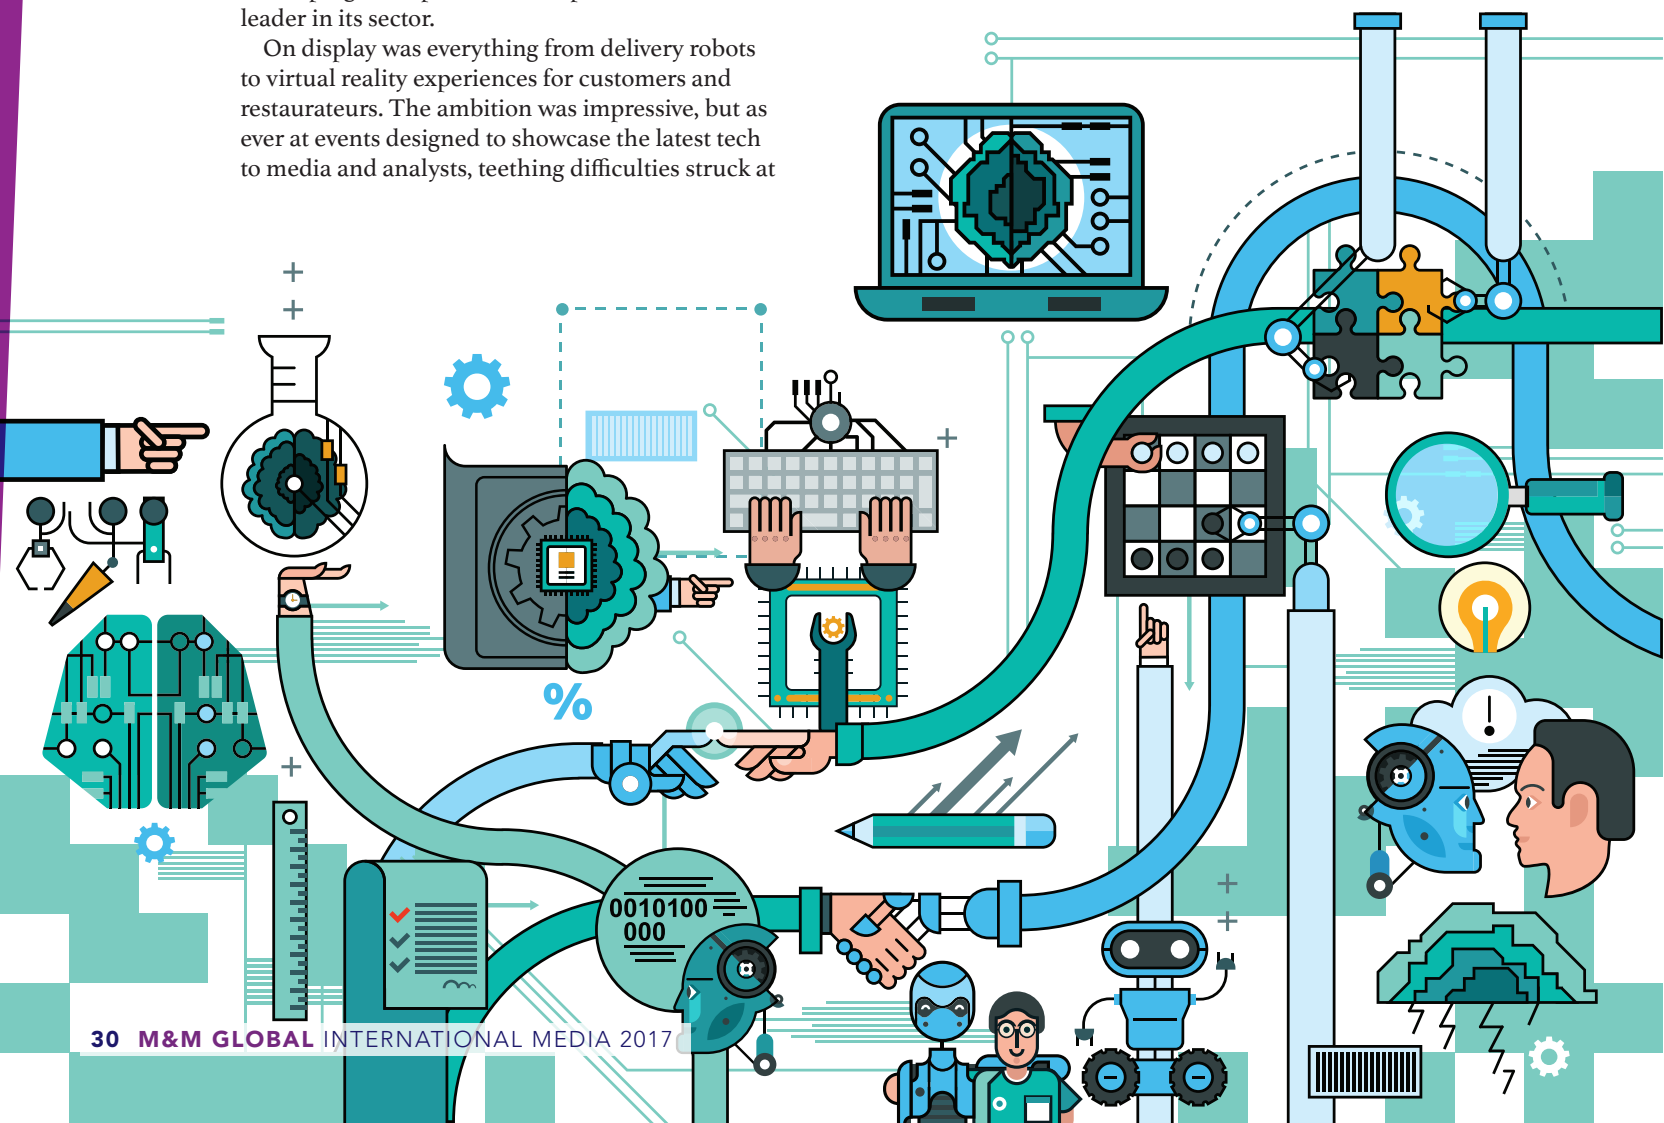 leader in its sector.
On display was everything from delivery robots
to virtual reality experiences for customers and
restaurateurs. The ambition was impressive, but as
ever at events designed to showcase the latest tech
to media and analysts, teething difficulties struck at
%
0010100
000
30 M&M GLOBAL INTERNATIONAL MEDIA 2017